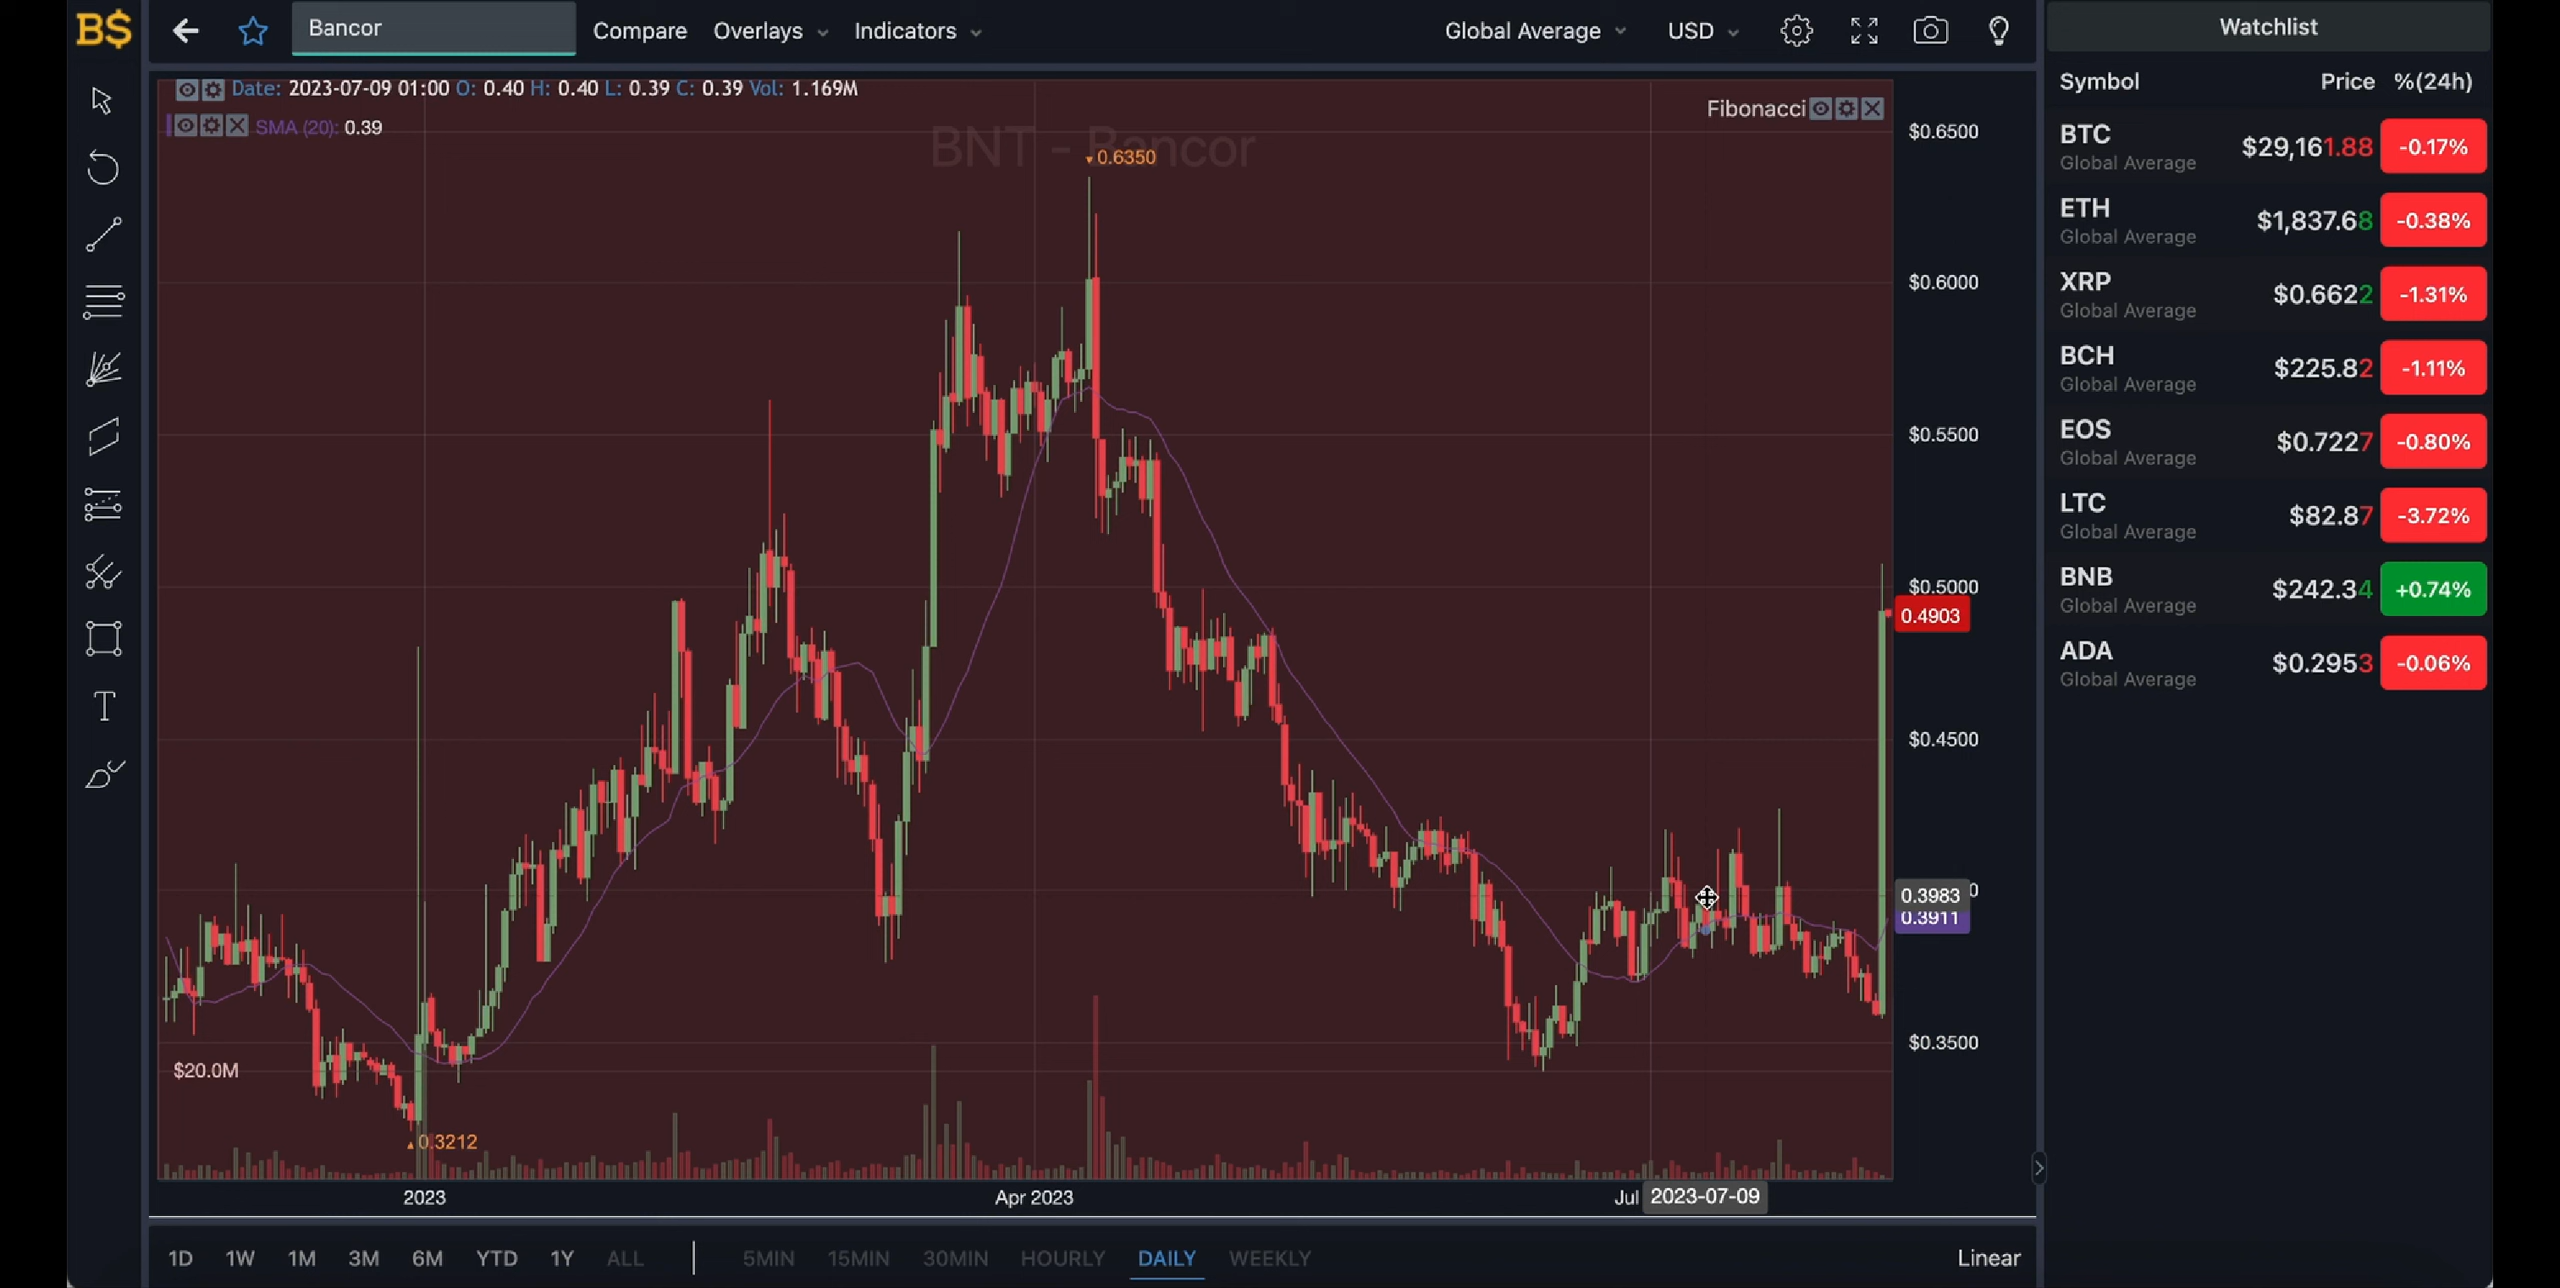 B$
Bancor
Compare Overlays Indicators
Global Average USD
Date: 2023-07-09 01:00 O: 0.40 H: 0.40 L: 0.39 C: 0.39 Vol: 1.169M
SMA (20): 0.39
Fibonacci
BNT - Bancor
0.6350
0.3212
$20.0M
$0.6500
$0.6000
$0.5500
$0.5000
0.4903
$0.4500
0.3983 0
0.3911
$0.3500
2023 Apr 2023 Jul 2023-07-09
1D 1W 1M 3M 6M YTD 1Y ALL 5MIN 15MIN 30MIN HOURLY DAILY WEEKLY Linear
Watchlist
Symbol Price %(24h)
BTC $29,161.88 -0.17%
Global Average
ETH $1,837.68 -0.38%
Global Average
XRP $0.6622 -1.31%
Global Average
BCH $225.82 -1.11%
Global Average
EOS $0.7227 -0.80%
Global Average
LTC $82.87 -3.72%
Global Average
BNB $242.34 +0.74%
Global Average
ADA $0.2953 -0.06%
Global Average